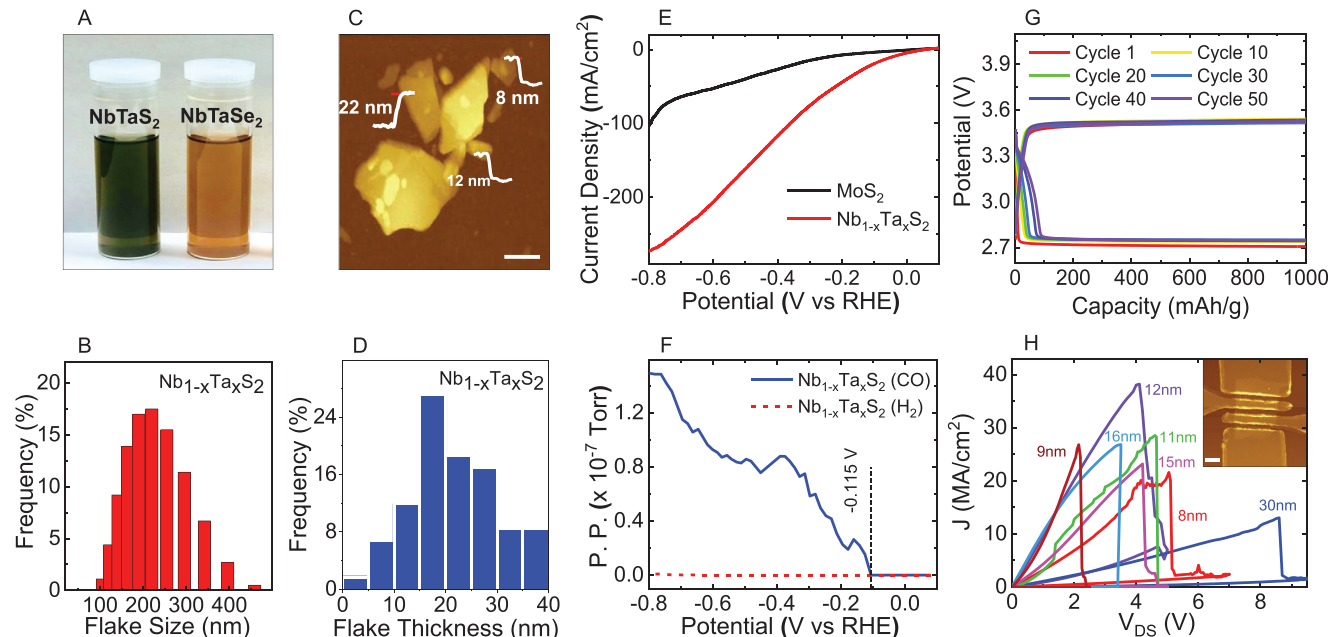 A
NbTaS2
NbTaSe2
C
22 nm
8 nm
12 nm
E
Current Density (mA/cm2)
0
-100
-200
MoS2
Nb1-xTaxS2
-0.8 -0.6 -0.4 -0.2 0.0
Potential (V vs RHE)
G
Potential (V)
3.9
3.6
3.3
3.0
2.7
Cycle 1 Cycle 10
Cycle 20 Cycle 30
Cycle 40 Cycle 50
0 200 400 600 800 1000
Capacity (mAh/g)
B
Frequency (%)
20
15
10
5
0
Nb1-xTaxS2
100 200 300 400
Flake Size (nm)
D
Frequency (%)
28
21
14
7
0
Nb1-xTaxS2
0 10 20 30 40
Flake Thickness (nm)
F
P. P. (x 10-7 Torr)
1.2
0.8
0.4
0.0
Nb1-xTaxS2 (CO)
Nb1-xTaxS2 (H2)
-0.115 V
-0.8 -0.6 -0.4 -0.2 0.0
Potential (V vs RHE)
H
J (MA/cm2)
40
30
20
10
0
12nm
9nm
16nm
11nm
15nm
8nm
30nm
0 2 4 6 8
VDS (V)